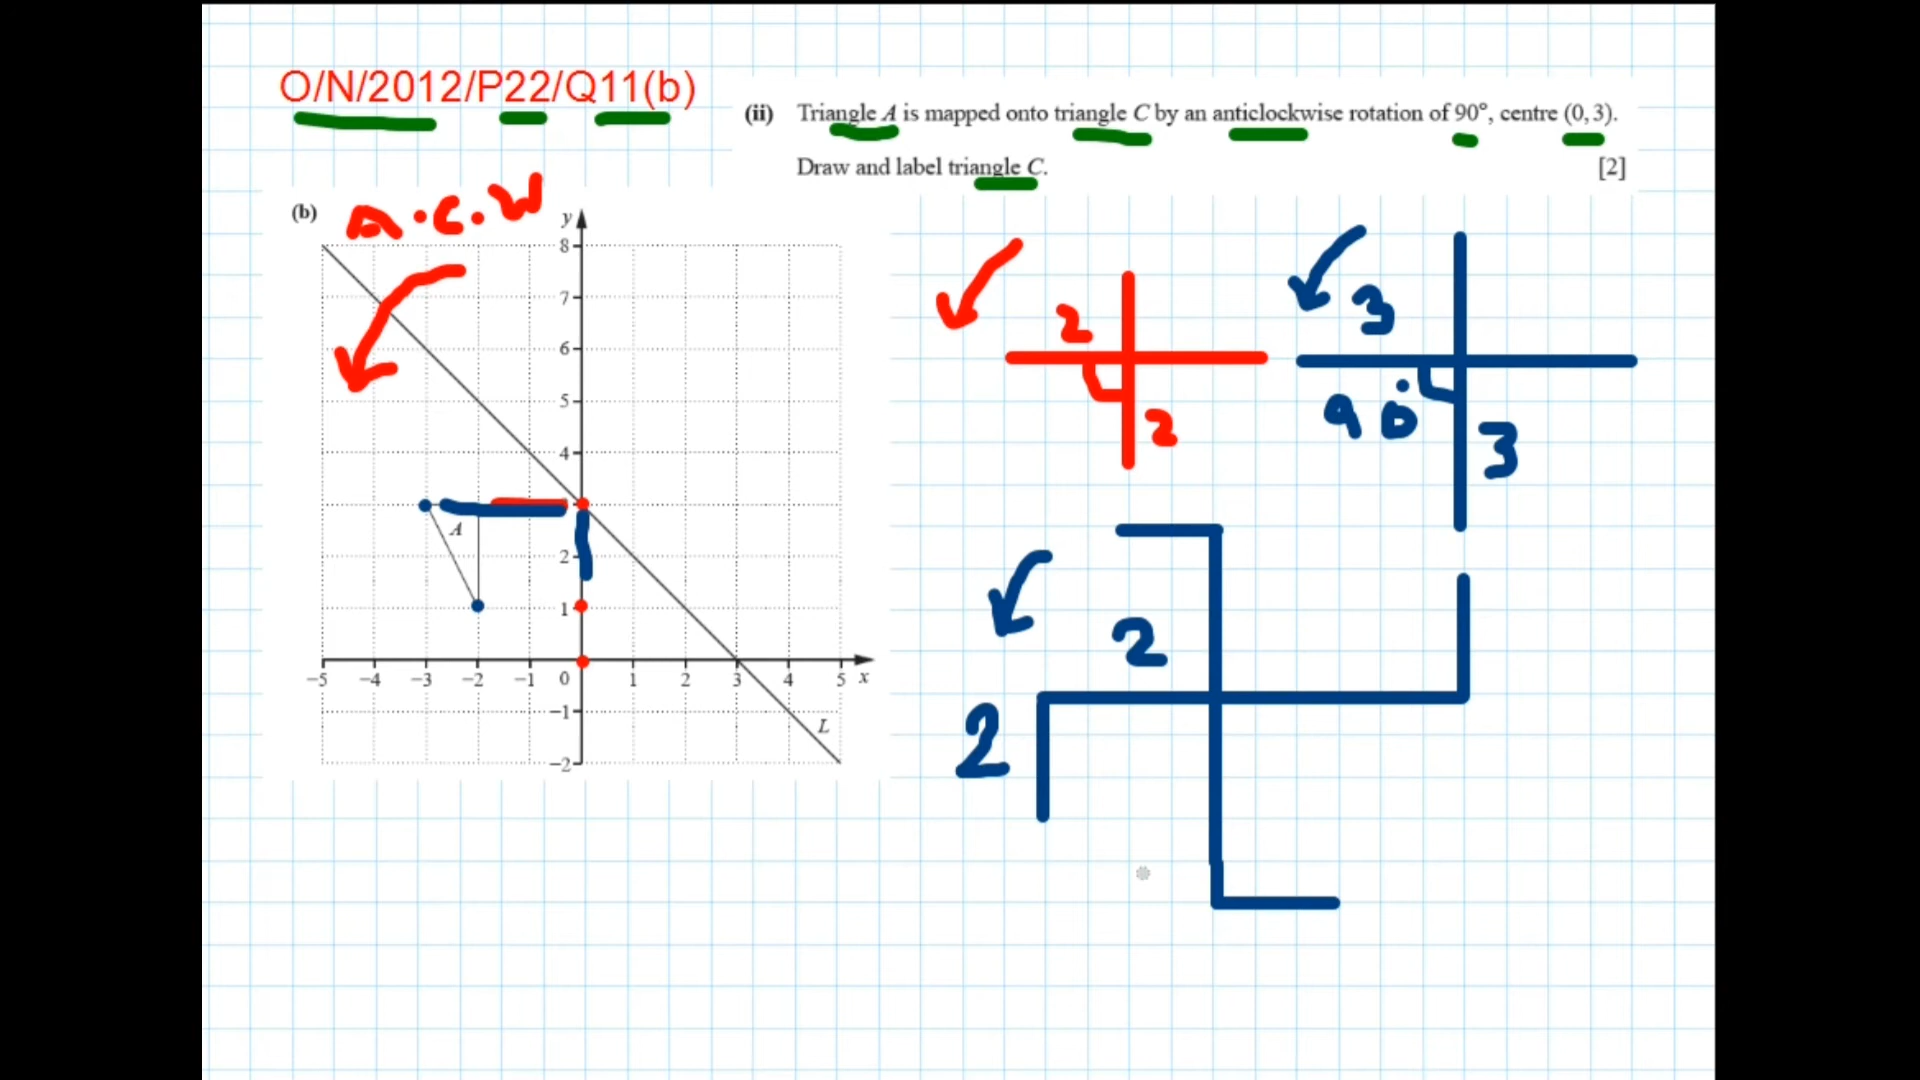 O/N/2012/P22/Q11(b)
(ii) Triangle A is mapped onto triangle C by an anticlockwise rotation of 90°, centre (0, 3).
Draw and label triangle C. [2]
(b)
A.C.W
y
8
7
6
5
4
2
1
−5 −4 −3 −2 −1 0 1 2 3 4 5 x
−1
−2
A
L
2
2
3
90°
3
2
2